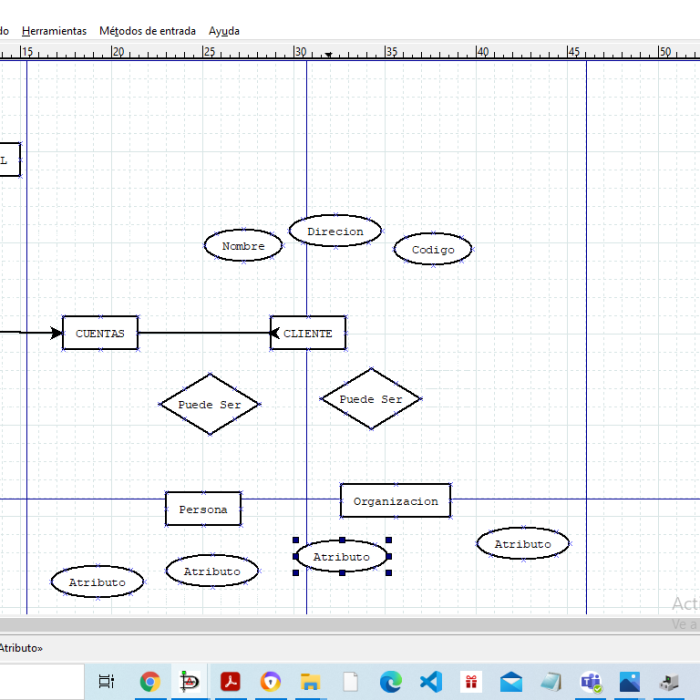 do Herramientas Métodos de entrada Ayuda
15 20 25 30 35 40 45 50
L
Direcion
Nombre
Codigo
CUENTAS
CLIENTE
Puede Ser
Puede Ser
Organizacion
Persona
Atributo
Atributo
Atributo
Atributo
Act
Ve a
Atributo»